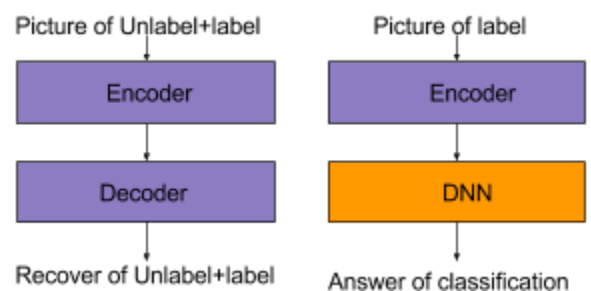 Picture of Unlabel+label
Encoder
Decoder
Recover of Unlabel+label
Picture of label
Encoder
DNN
Answer of classification